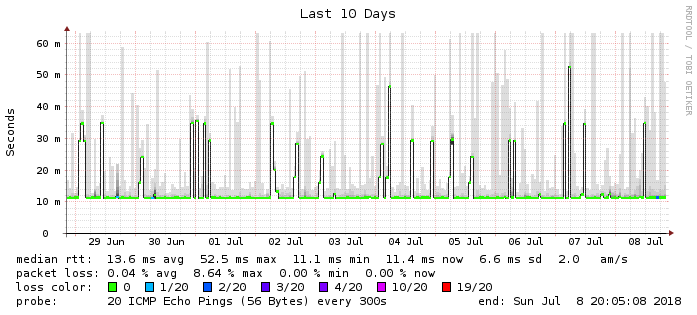 Last 10 Days
RRDTOOL / TOBI OETIKER
Seconds
60 m
50 m
40 m
30 m
20 m
10 m
0
29 Jun 30 Jun 01 Jul 02 Jul 03 Jul 04 Jul 05 Jul 06 Jul 07 Jul 08 Jul
median rtt: 13.6 ms avg 52.5 ms max 11.1 ms min 11.4 ms now 6.6 ms sd 2.0 am/s
packet loss: 0.04 % avg 8.64 % max 0.00 % min 0.00 % now
loss color: 0 1/20 2/20 3/20 4/20 10/20 19/20
probe: 20 ICMP Echo Pings (56 Bytes) every 300s end: Sun Jul 8 20:05:08 2018